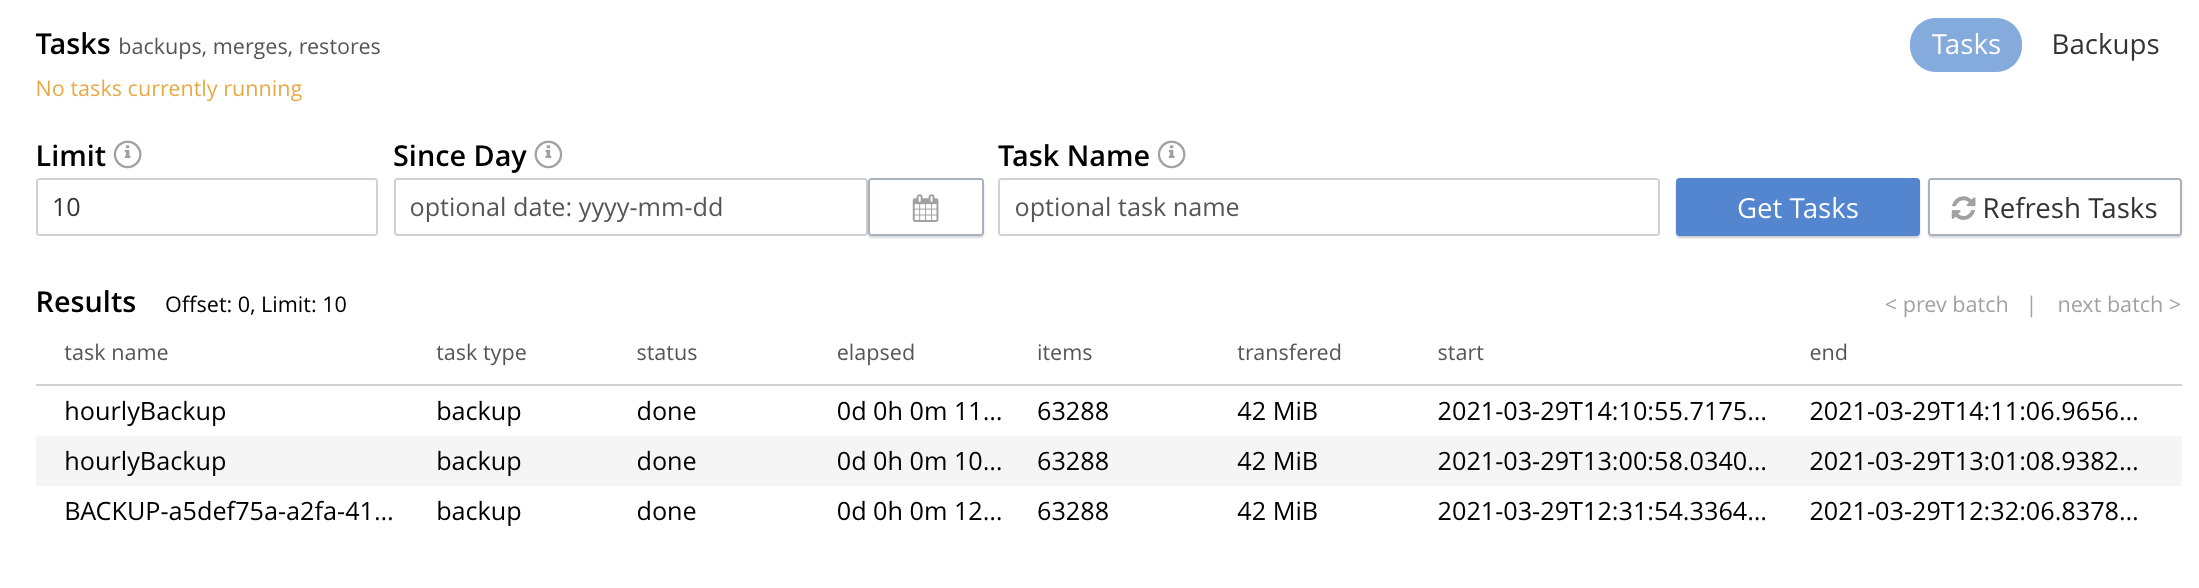 Tasks backups, merges, restores
Tasks Backups
No tasks currently running
Limit Since Day Task Name
10 optional date: yyyy-mm-dd optional task name Get Tasks Refresh Tasks
Results Offset: 0, Limit: 10 < prev batch | next batch >
task name task type status elapsed items transfered start end
hourlyBackup backup done 0d 0h 0m 11... 63288 42 MiB 2021-03-29T14:10:55.7175... 2021-03-29T14:11:06.9656...
hourlyBackup backup done 0d 0h 0m 10... 63288 42 MiB 2021-03-29T13:00:58.0340... 2021-03-29T13:01:08.9382...
BACKUP-a5def75a-a2fa-41... backup done 0d 0h 0m 12... 63288 42 MiB 2021-03-29T12:31:54.3364... 2021-03-29T12:32:06.8378...